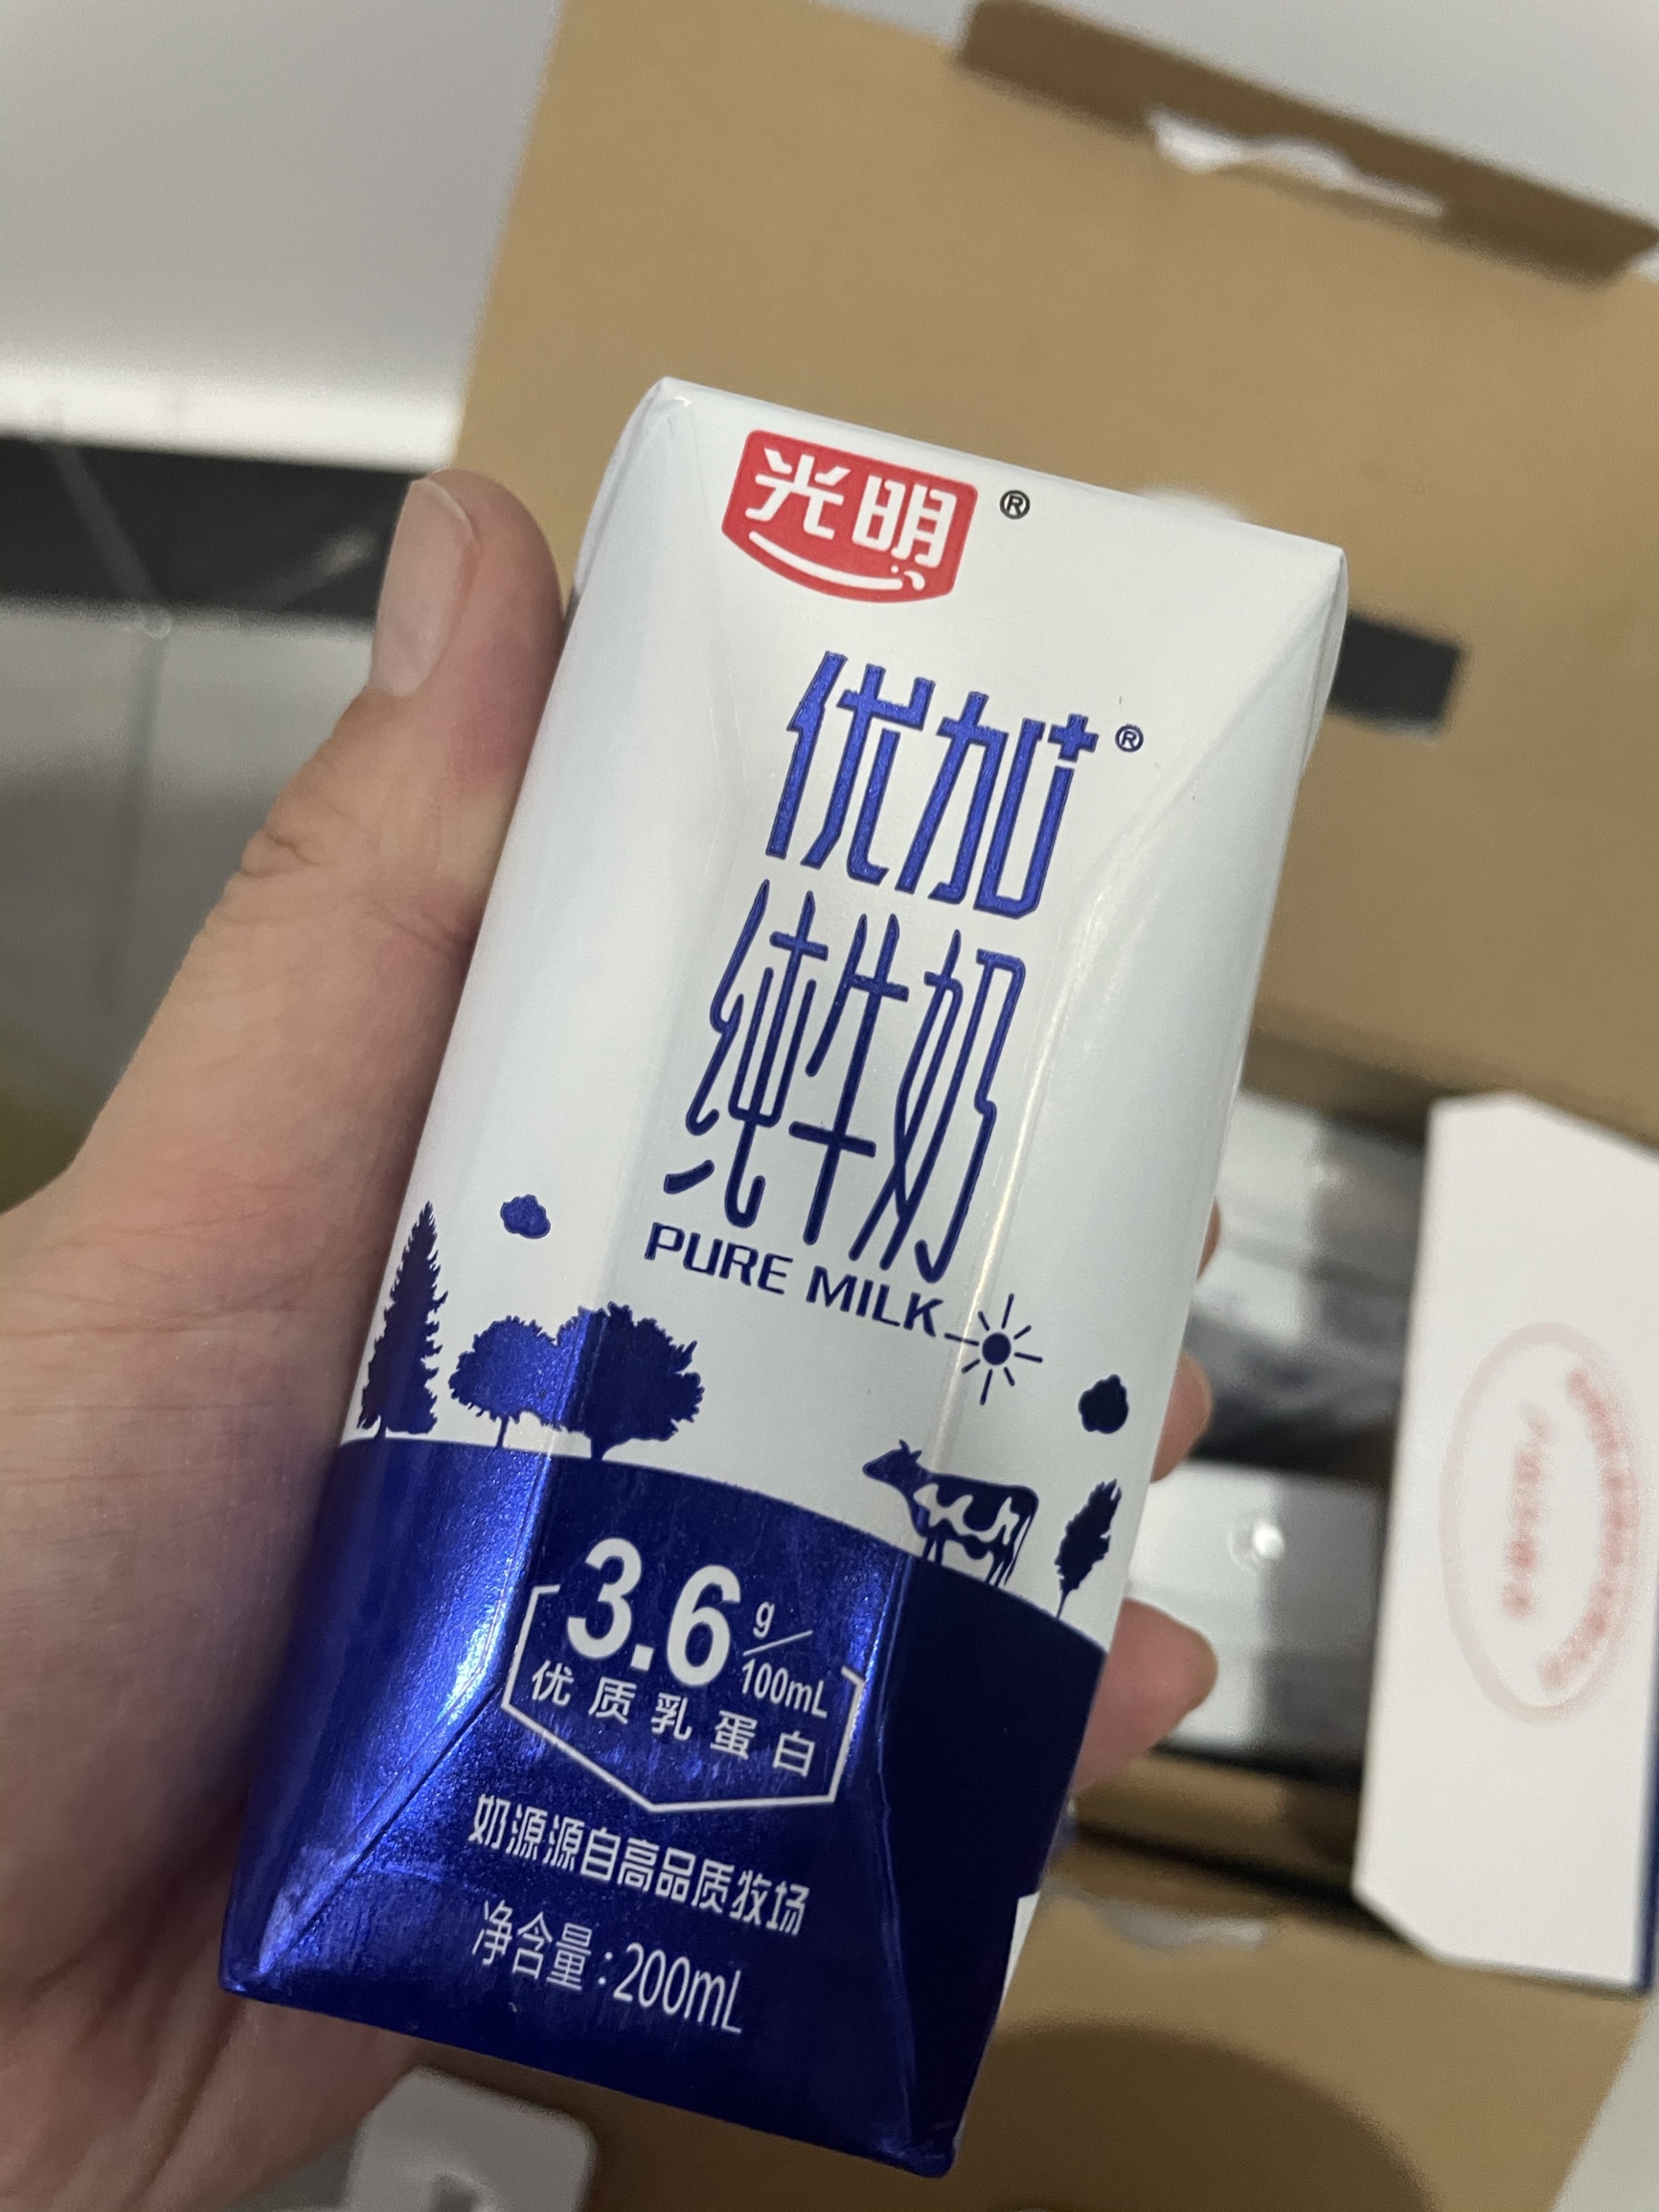 光明®
优加+®
纯牛奶
PURE MILK
3.6g/100mL
优质乳蛋白
奶源源自高品质牧场
净含量:200mL